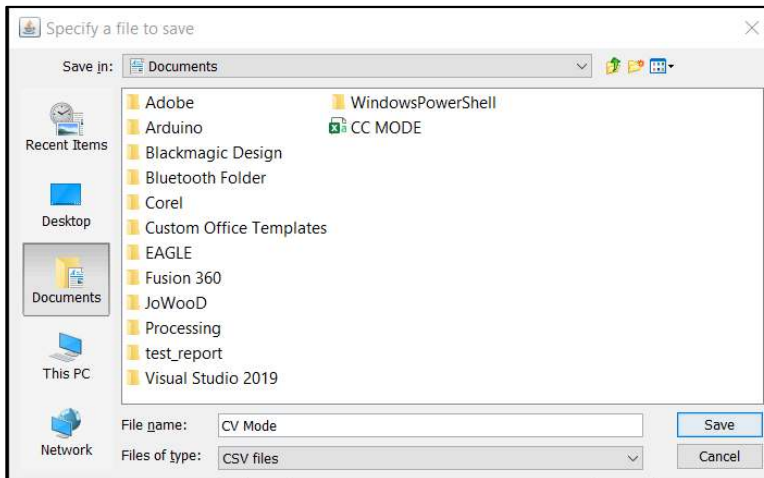 Specify a file to save
Save in: Documents
Recent Items
Desktop
Documents
This PC
Network
Adobe
Arduino
Blackmagic Design
Bluetooth Folder
Corel
Custom Office Templates
EAGLE
Fusion 360
JoWooD
Processing
test_report
Visual Studio 2019
WindowsPowerShell
CC MODE
File name: CV Mode
Save
Files of type: CSV files
Cancel